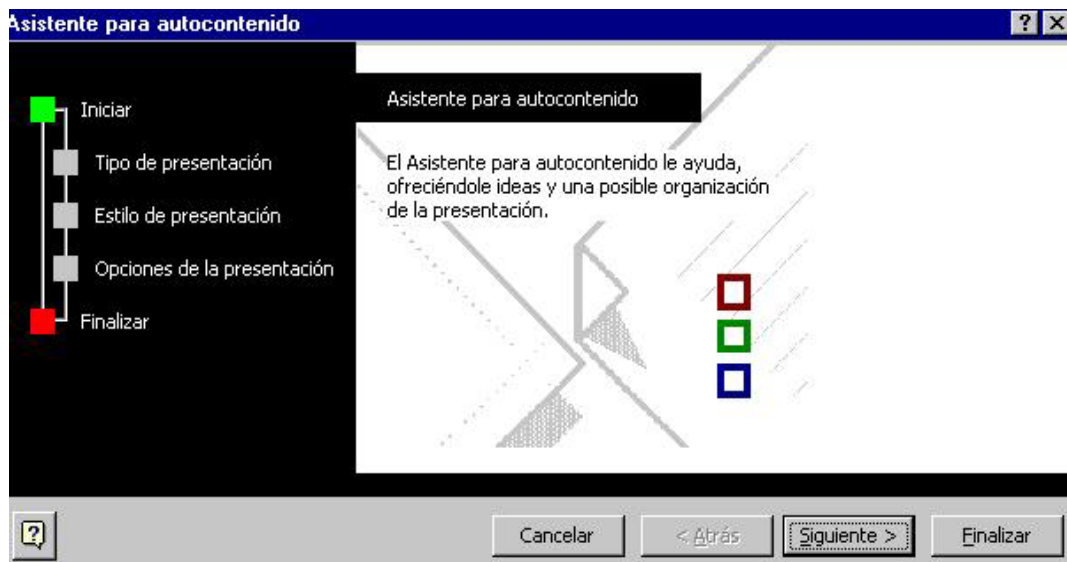 Asistente para autocontenido
Iniciar
Tipo de presentación
Estilo de presentación
Opciones de la presentación
Finalizar
Asistente para autocontenido
El Asistente para autocontenido le ayuda,
ofreciéndole ideas y una posible organización
de la presentación.
Cancelar
< Atrás
Siguiente >
Finalizar